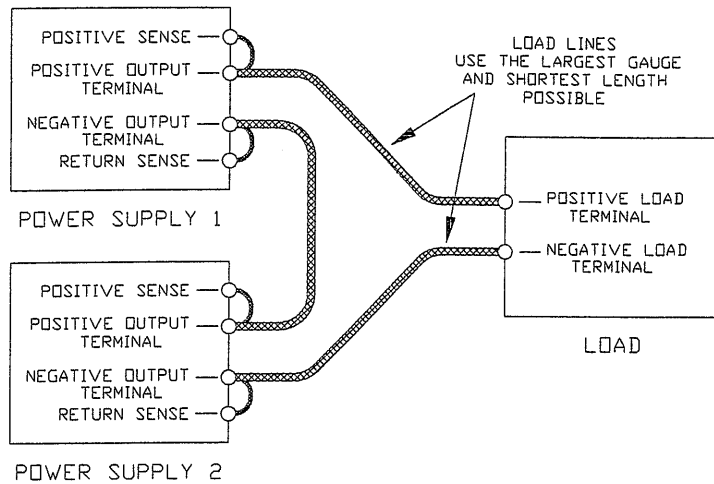 POSITIVE SENSE
POSITIVE OUTPUT
TERMINAL
NEGATIVE OUTPUT
TERMINAL
RETURN SENSE
POWER SUPPLY 1
LOAD LINES
USE THE LARGEST GAUGE
AND SHORTEST LENGTH
POSSIBLE
POSITIVE LOAD
TERMINAL
NEGATIVE LOAD
TERMINAL
LOAD
POSITIVE SENSE
POSITIVE OUTPUT
TERMINAL
NEGATIVE OUTPUT
TERMINAL
RETURN SENSE
POWER SUPPLY 2